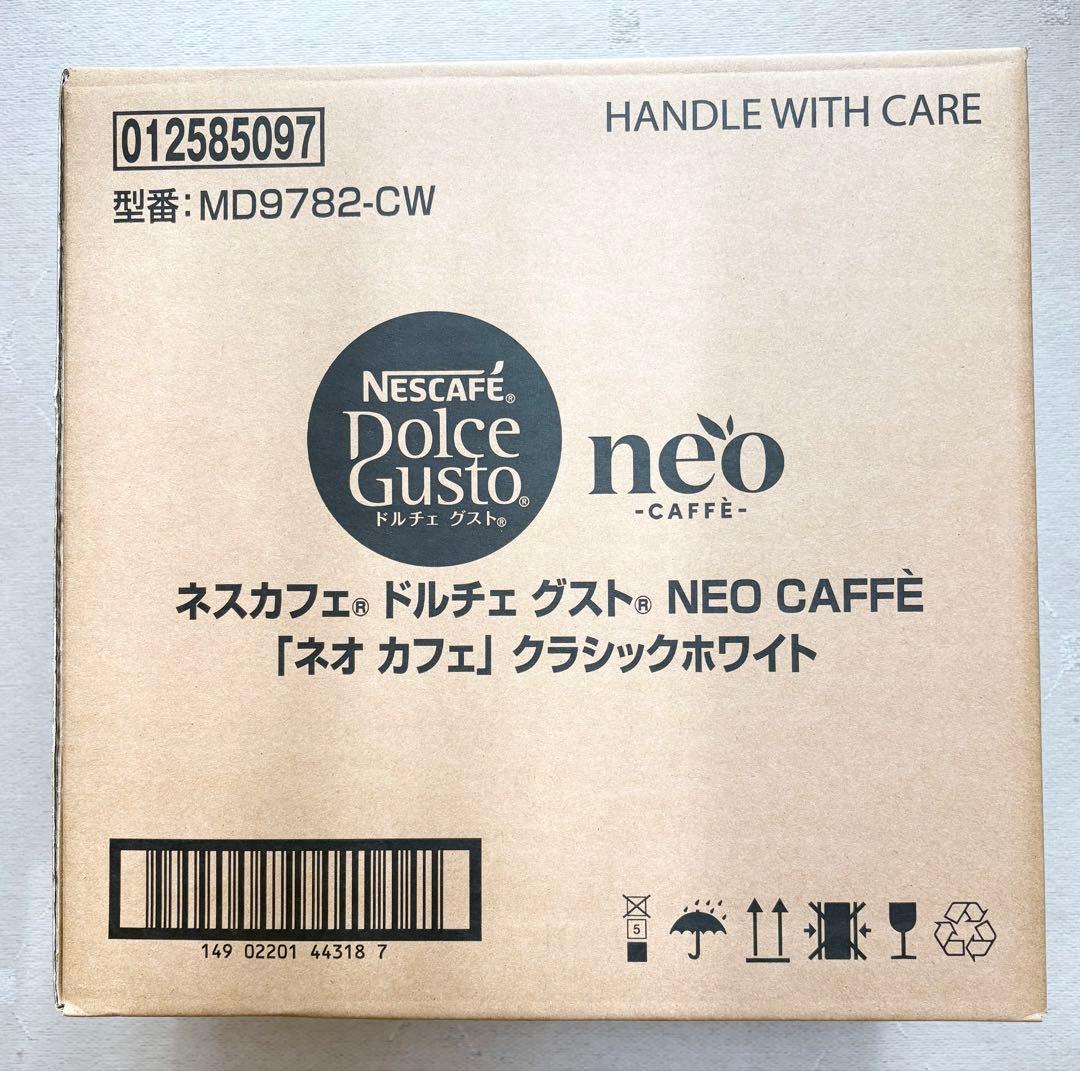 012585097
HANDLE WITH CARE
型番:MD9782-CW
NESCAFÉ®
Dolce
Gusto®
ドルチェ グスト®
neo
-CAFFÈ-
ネスカフェ® ドルチェ グスト® NEO CAFFÈ
「ネオ カフェ」クラシックホワイト
149 02201 44318 7
5